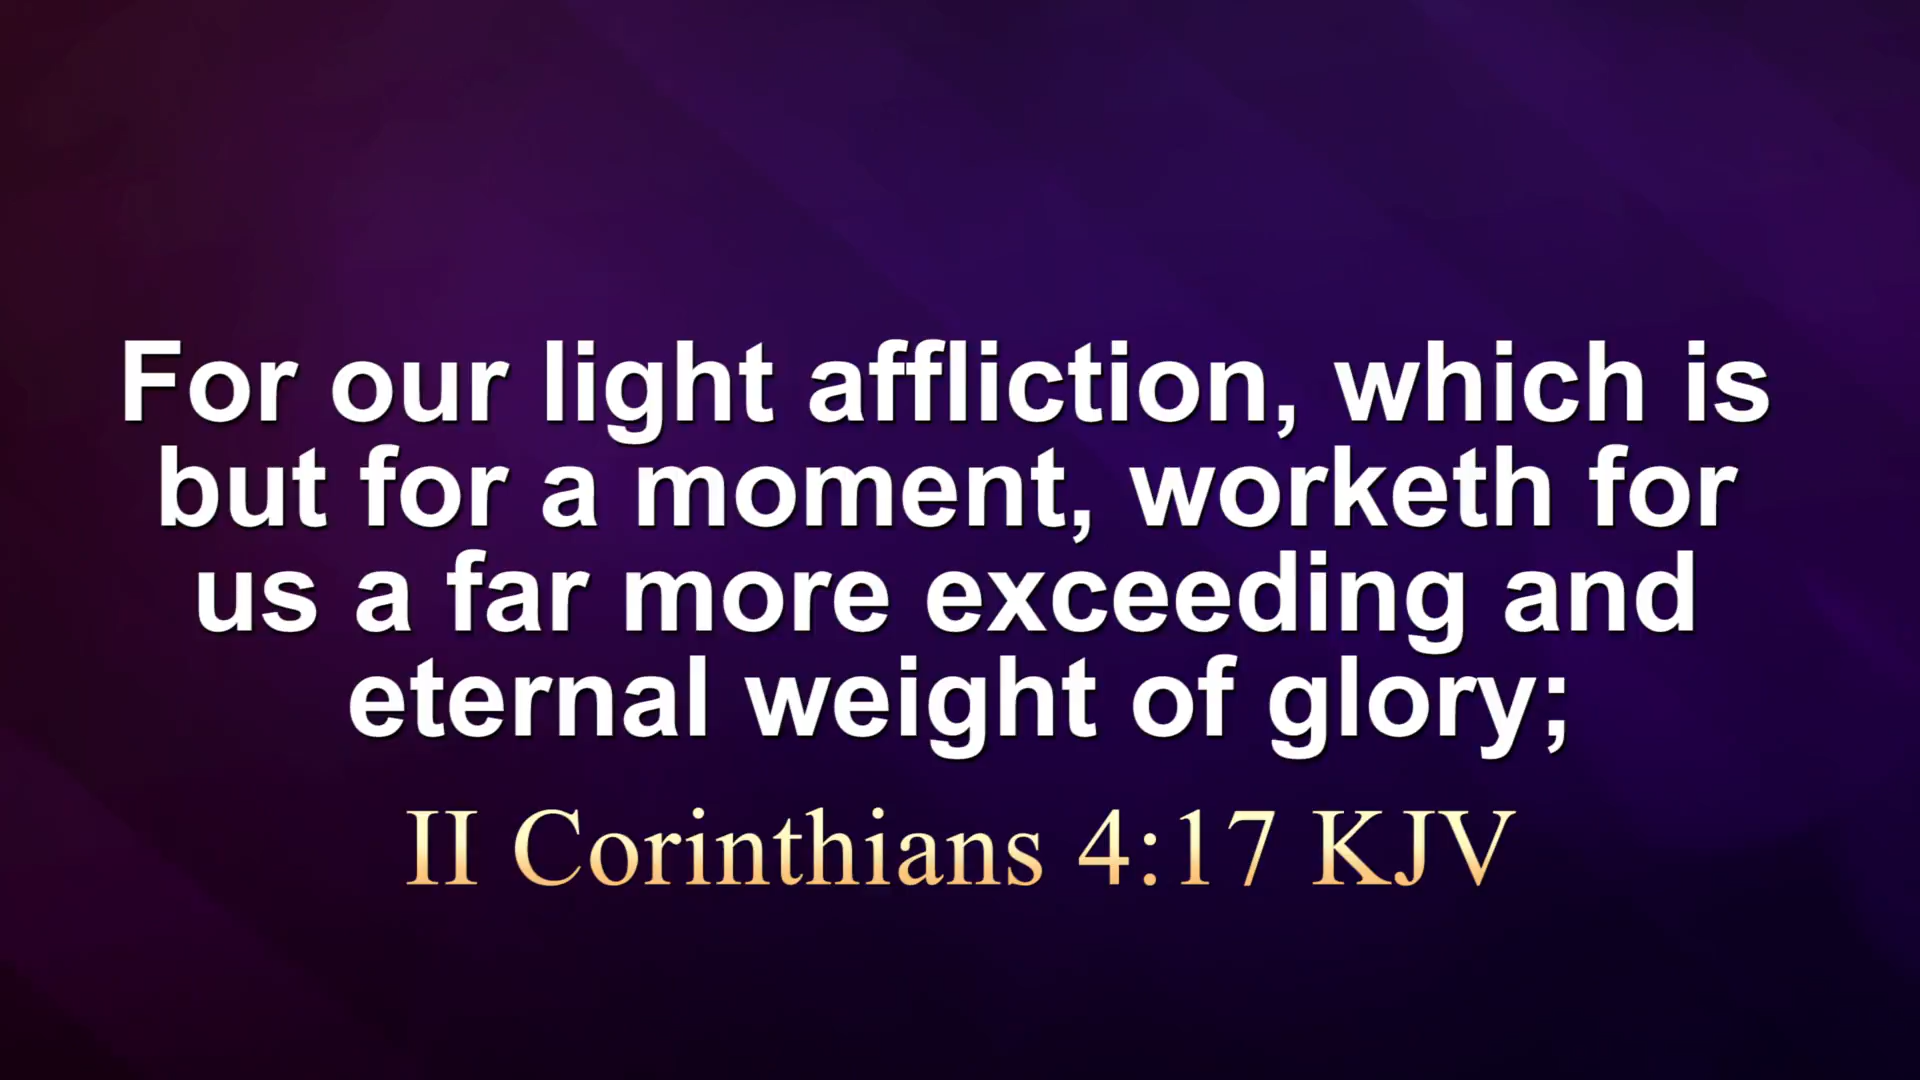 For our light affliction, which is
but for a moment, worketh for
us a far more exceeding and
eternal weight of glory;
II Corinthians 4:17 KJV